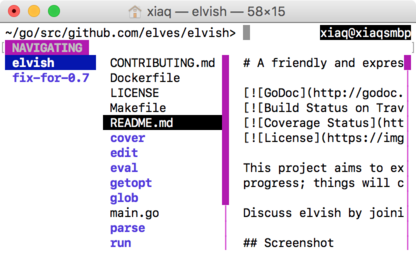 xiaq — elvish — 58×15
~/go/src/github.com/elves/elvish> xiaq@xiaqsmbp
NAVIGATING
elvish CONTRIBUTING.md # A friendly and expres
fix-for-0.7 Dockerfile
LICENSE [![GoDoc](http://godoc.
Makefile [![Build Status on Trav
README.md [![Coverage Status](htt
cover [![License](https://img
edit
eval This project aims to ex
getopt progress; things will c
glob
main.go Discuss elvish by joini
parse
run ## Screenshot